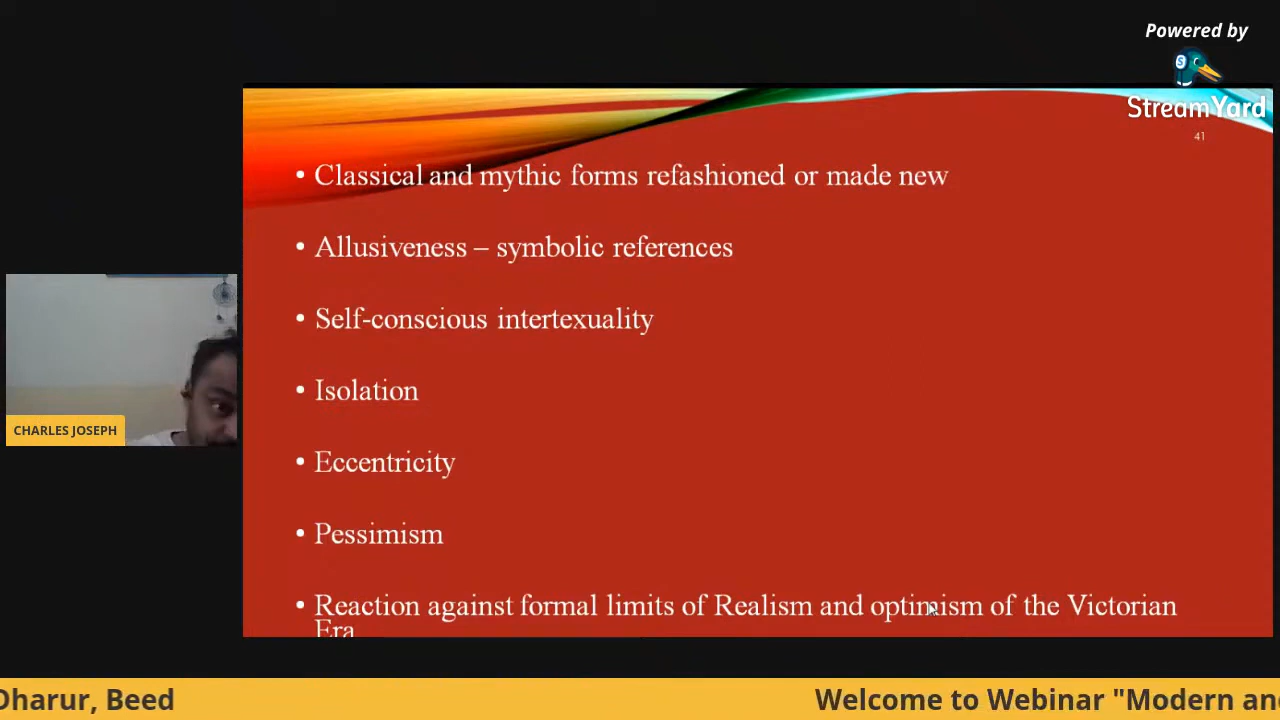 Powered by
StreamYard
41
• Classical and mythic forms refashioned or made new
• Allusiveness – symbolic references
• Self-conscious intertexuality
• Isolation
• Eccentricity
• Pessimism
• Reaction against formal limits of Realism and optimism of the Victorian
Era
CHARLES JOSEPH
Dharur, Beed
Welcome to Webinar "Modern an